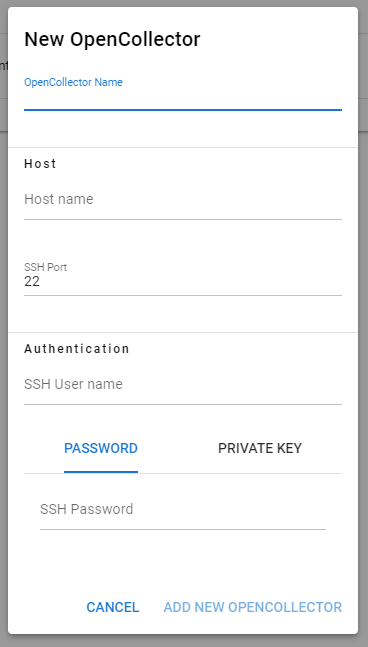 New OpenCollector
OpenCollector Name
Host
Host name
SSH Port
22
Authentication
SSH User name
PASSWORD PRIVATE KEY
SSH Password
CANCEL ADD NEW OPENCOLLECTOR